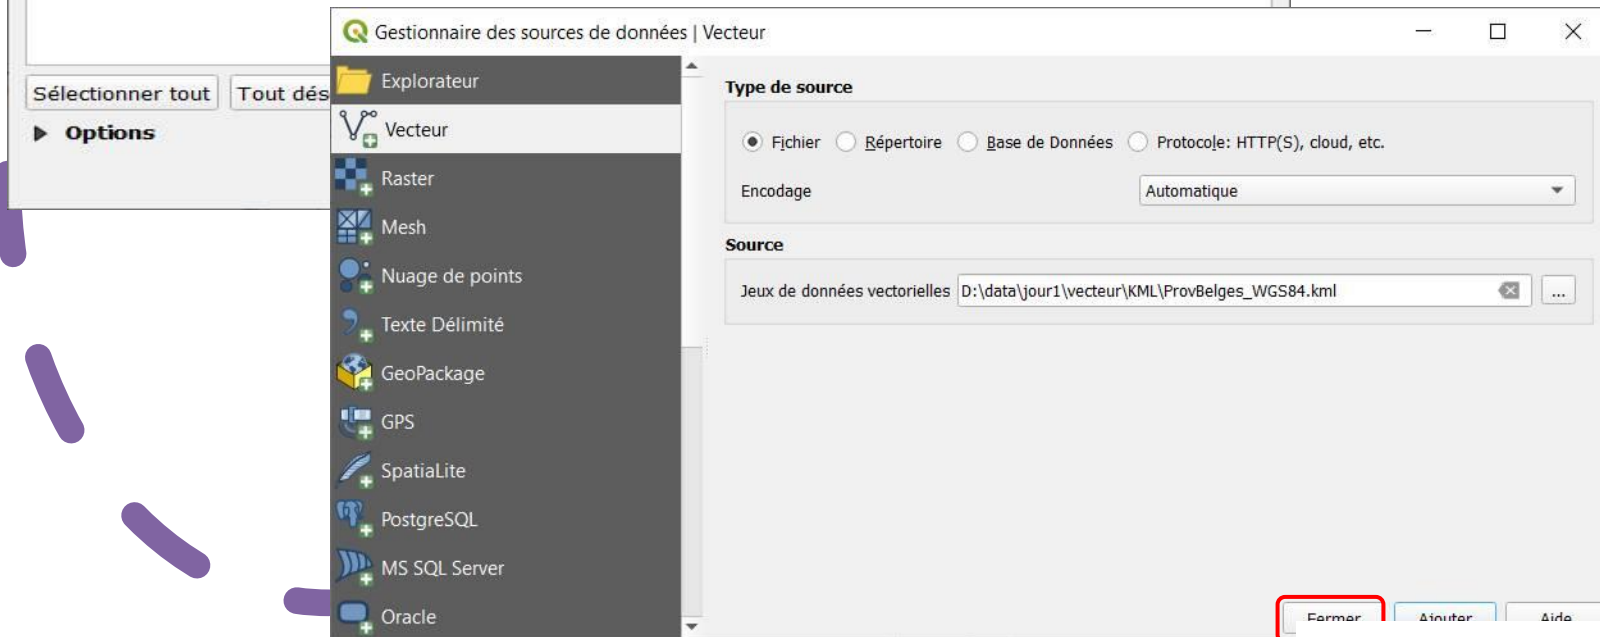 Gestionnaire des sources de données | Vecteur
Sélectionner tout
Tout dés
Options
Explorateur
Vecteur
Raster
Mesh
Nuage de points
Texte Délimité
GeoPackage
GPS
SpatiaLite
PostgreSQL
MS SQL Server
Oracle
Type de source
Fichier Répertoire Base de Données Protocole: HTTP(S), cloud, etc.
Encodage Automatique
Source
Jeux de données vectorielles D:\data\jour1\vecteur\KML\ProvBelges_WGS84.kml ...
Fermer Ajouter Aide